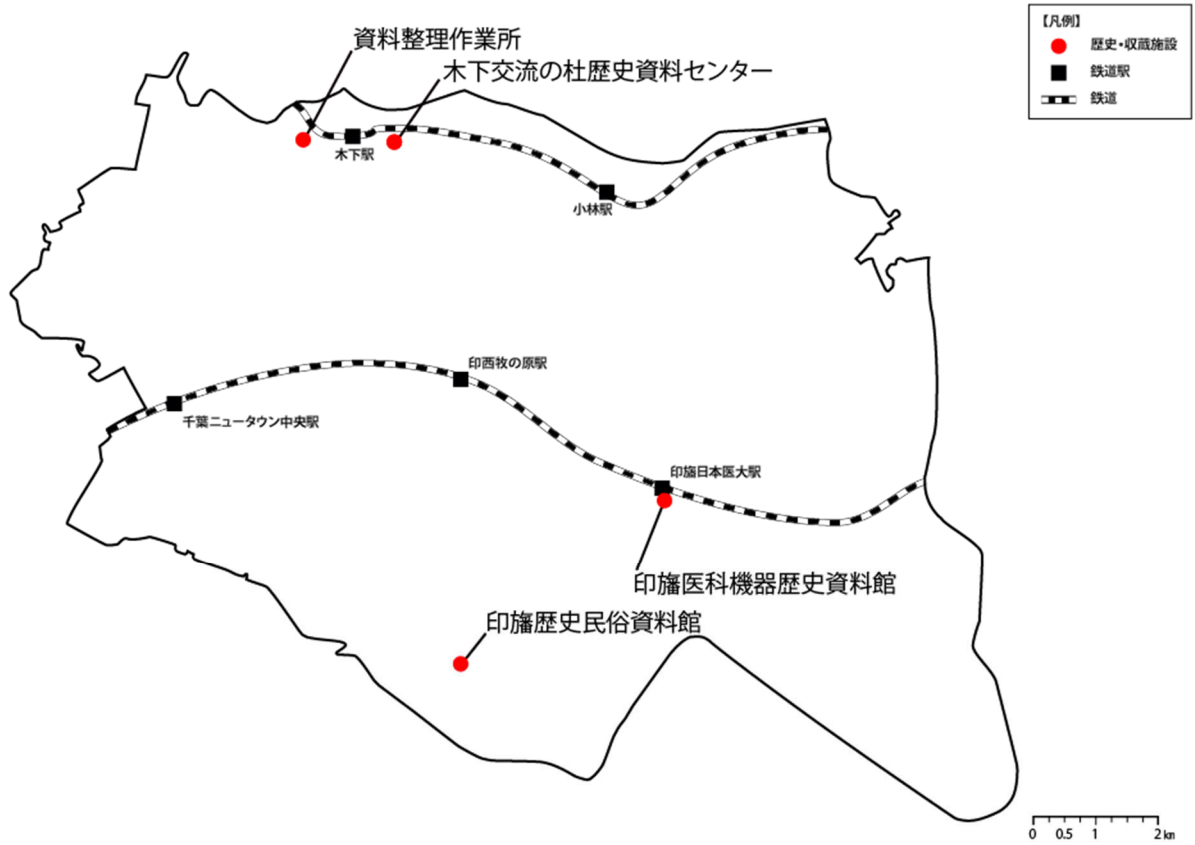 資料整理作業所
木下交流の杜歴史資料センター
【凡例】
歴史・収蔵施設
鉄道駅
鉄道
木下駅
小林駅
印西牧の原駅
千葉ニュータウン中央駅
印旛日本医大駅
印旛医科機器歴史資料館
印旛歴史民俗資料館
0 0.5 1 2km